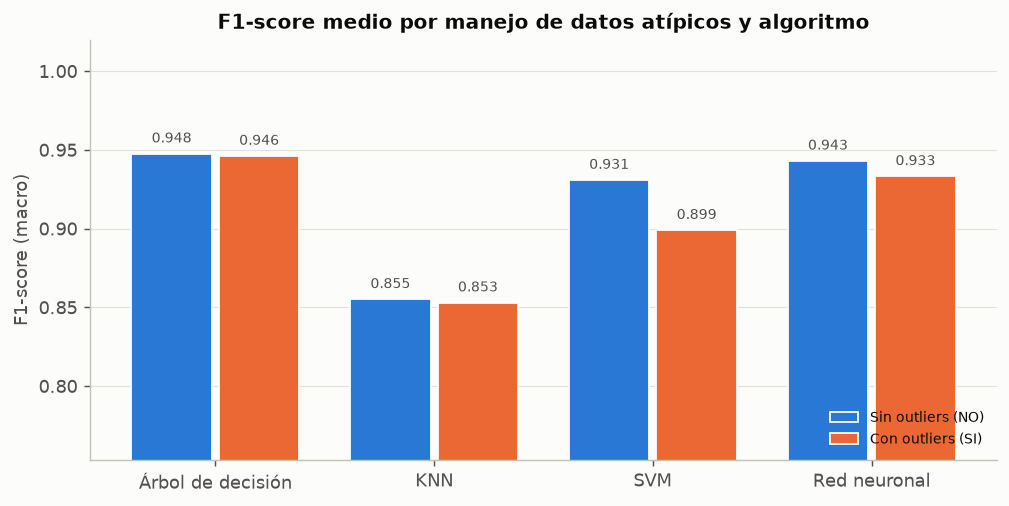 F1-score medio por manejo de datos atípicos y algoritmo
F1-score (macro)
1.00
0.95
0.90
0.85
0.80
0.948
0.946
0.855
0.853
0.931
0.899
0.943
0.933
Árbol de decisión
KNN
SVM
Red neuronal
Sin outliers (NO)
Con outliers (SI)